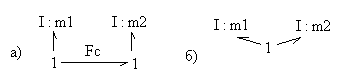 I : m1 I : m2 I : m1 I : m2
а) Fc б)
1 1 1